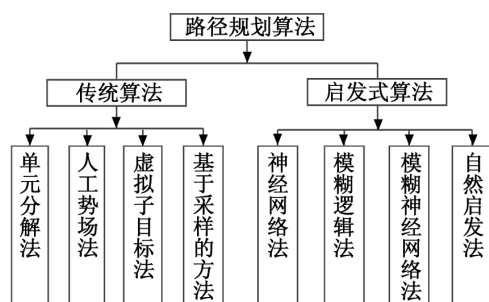 路径规划算法
传统算法
启发式算法
单元分解法
人工势场法
虚拟子目标法
基于采样的方法
神经网络法
模糊逻辑法
模糊神经网络法
自然启发法